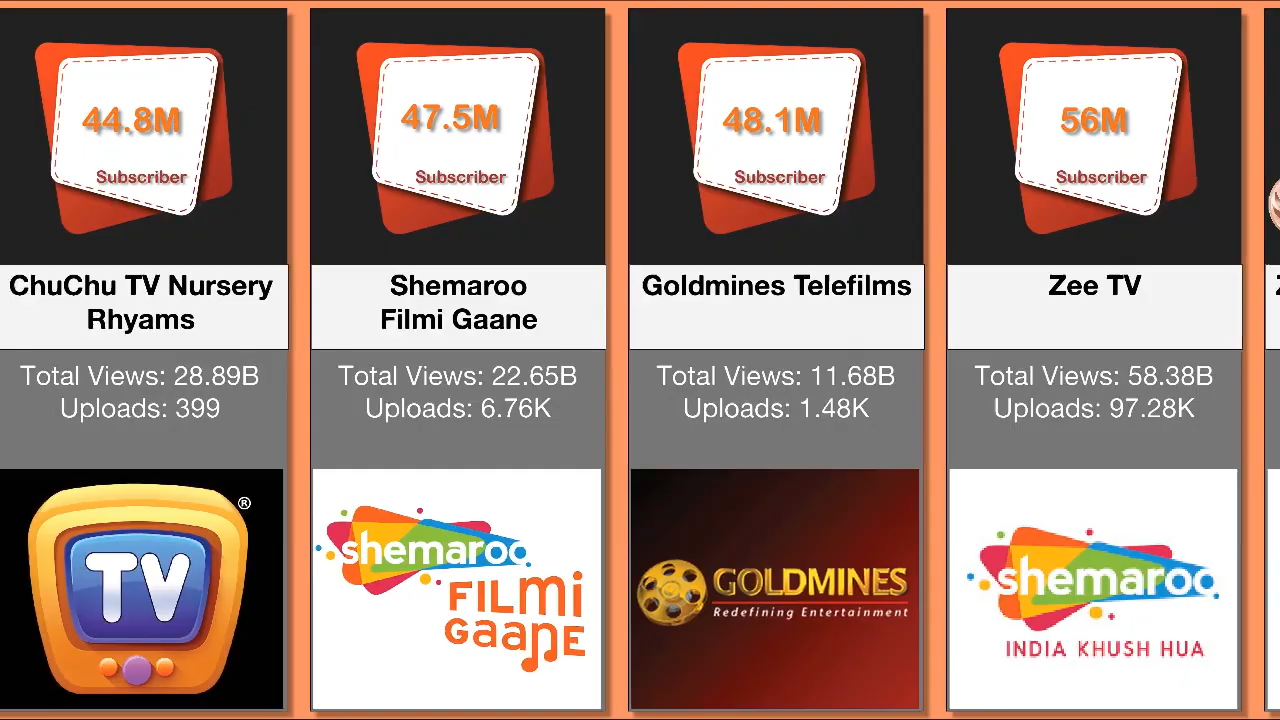 44.8M
Subscriber
ChuChu TV Nursery
Rhyams
Total Views: 28.89B
Uploads: 399
TV
®
47.5M
Subscriber
Shemaroo
Filmi Gaane
Total Views: 22.65B
Uploads: 6.76K
shemaroo
FILMi
GAANE
48.1M
Subscriber
Goldmines Telefilms
Total Views: 11.68B
Uploads: 1.48K
GOLDMINES
Redefining Entertainment
56M
Subscriber
Zee TV
Total Views: 58.38B
Uploads: 97.28K
shemaroo
INDIA KHUSH HUA